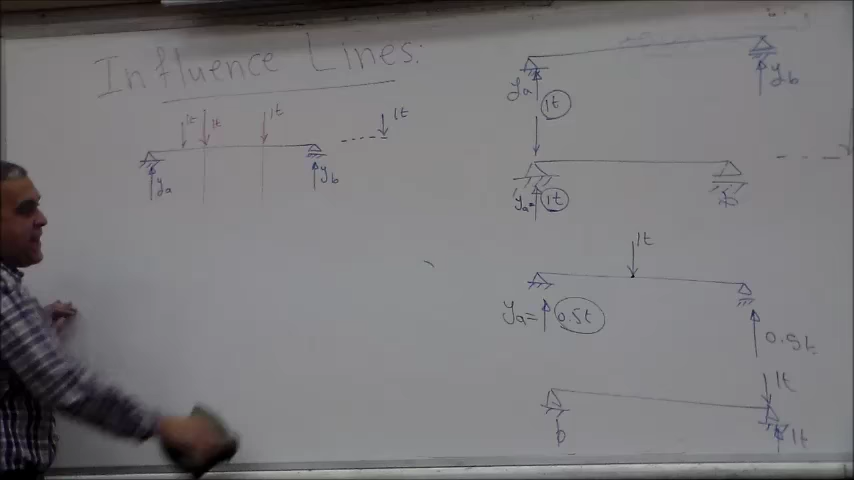 Influence Lines:
1t 1t 1t 1t
ya yb
ya 1t yb
ya= 1t
1t
ya= 0.5t 0.5t
1t
0 1t